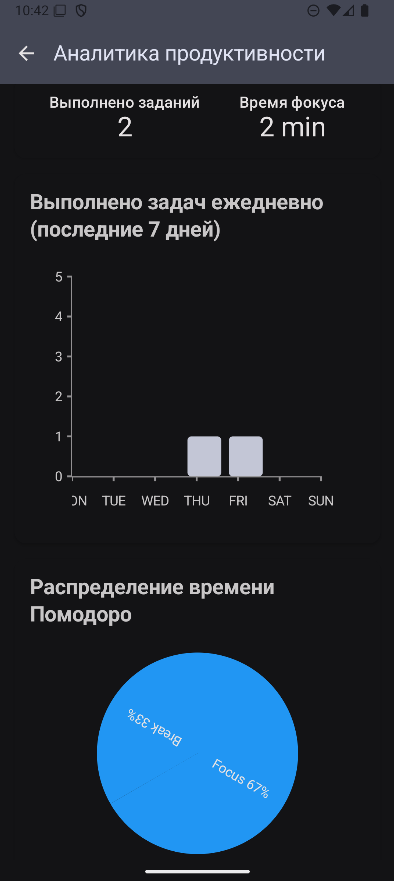 10:42
Аналитика продуктивности
Выполнено заданий
2
Время фокуса
2 min
Выполнено задач ежедневно
(последние 7 дней)
5
4
3
2
1
0
ON TUE WED THU FRI SAT SUN
Распределение времени
Помодоро
Break 33%
Focus 67%